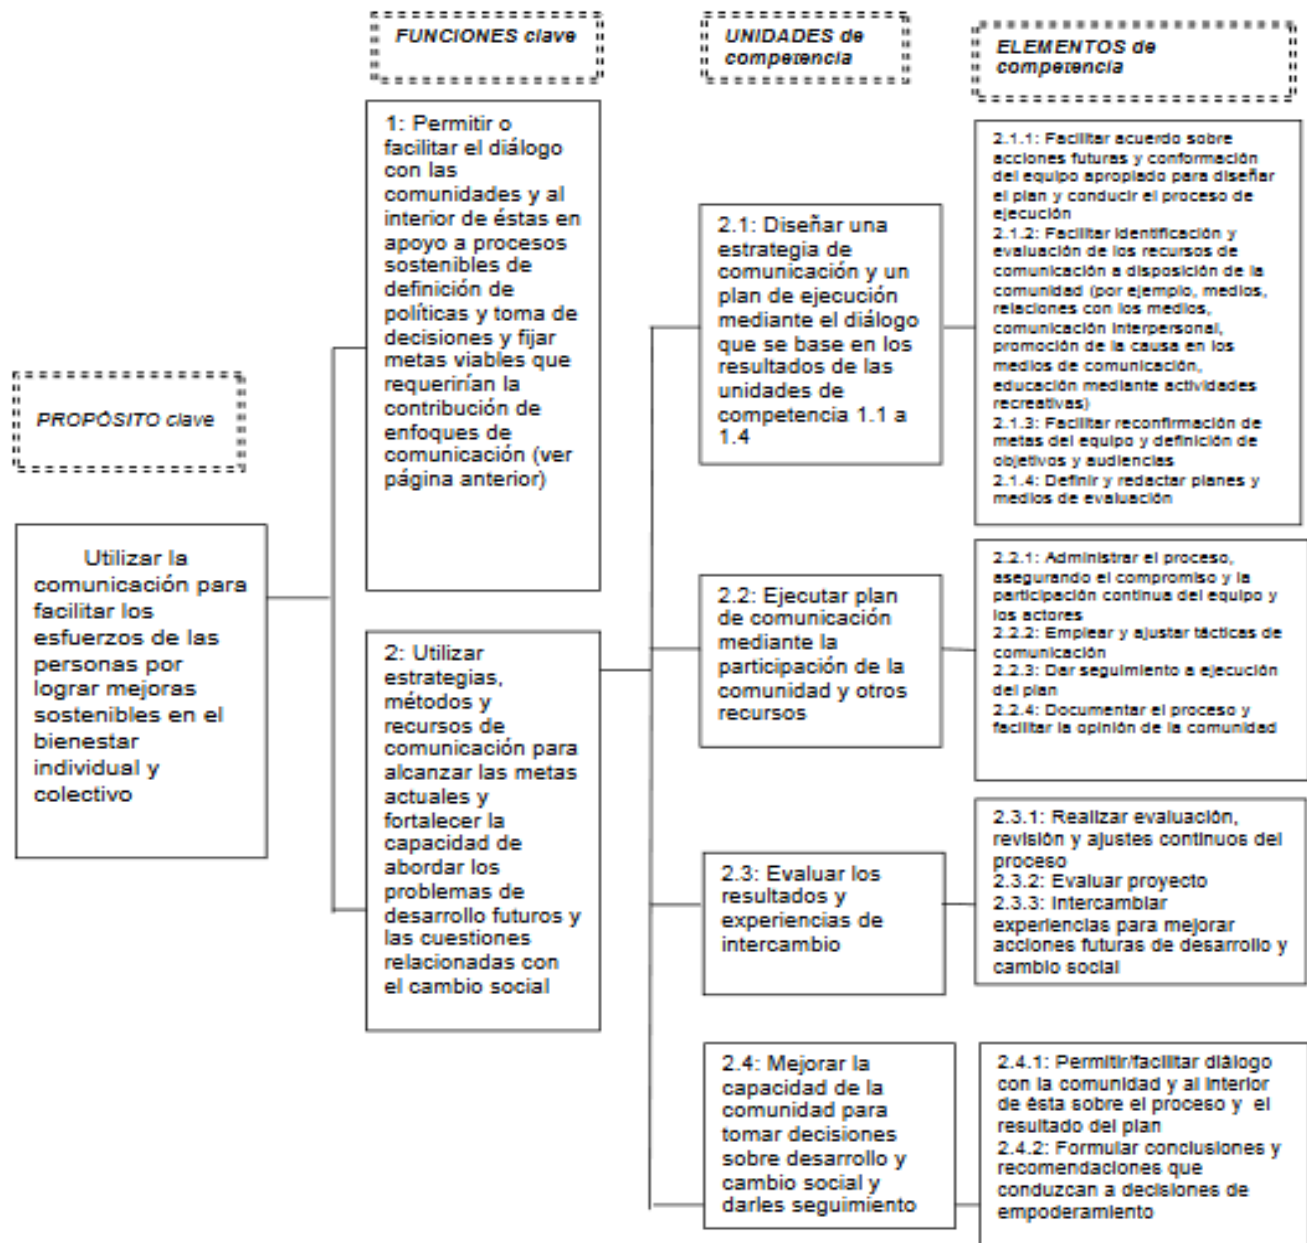 FUNCIONES clave
UNIDADES de
competencia
ELEMENTOS de
competencia
PROPÓSITO clave
Utilizar la
comunicación para
facilitar los
esfuerzos de las
personas por
lograr mejoras
sostenibles en el
bienestar
individual y
colectivo
1: Permitir o
facilitar el diálogo
con las
comunidades y al
interior de éstas en
apoyo a procesos
sostenibles de
definición de
políticas y toma de
decisiones y fijar
metas viables que
requerirían la
contribución de
enfoques de
comunicación (ver
página anterior)
2: Utilizar
estrategias,
métodos y
recursos de
comunicación para
alcanzar las metas
actuales y
fortalecer la
capacidad de
abordar los
problemas de
desarrollo futuros y
las cuestiones
relacionadas con
el cambio social
2.1: Diseñar una
estrategia de
comunicación y un
plan de ejecución
mediante el diálogo
que se base en los
resultados de las
unidades de
competencia 1.1 a
1.4
2.2: Ejecutar plan
de comunicación
mediante la
participación de la
comunidad y otros
recursos
2.3: Evaluar los
resultados y
experiencias de
intercambio
2.4: Mejorar la
capacidad de la
comunidad para
tomar decisiones
sobre desarrollo y
cambio social y
darles seguimiento
2.1.1: Facilitar acuerdo sobre
acciones futuras y conformación
del equipo apropiado para diseñar
el plan y conducir el proceso de
ejecución
2.1.2: Facilitar identificación y
evaluación de los recursos de
comunicación a disposición de la
comunidad (por ejemplo, medios,
relaciones con los medios,
comunicación interpersonal,
promoción de la causa en los
medios de comunicación,
educación mediante actividades
recreativas)
2.1.3: Facilitar reconfirmación de
metas del equipo y definición de
objetivos y audiencias
2.1.4: Definir y redactar planes y
medios de evaluación
2.2.1: Administrar el proceso,
asegurando el compromiso y la
participación continua del equipo y
los actores
2.2.2: Emplear y ajustar tácticas de
comunicación
2.2.3: Dar seguimiento a ejecución
del plan
2.2.4: Documentar el proceso y
facilitar la opinión de la comunidad
2.3.1: Realizar evaluación,
revisión y ajustes continuos del
proceso
2.3.2: Evaluar proyecto
2.3.3: Intercambiar
experiencias para mejorar
acciones futuras de desarrollo y
cambio social
2.4.1: Permitir/facilitar diálogo
con la comunidad y al interior
de ésta sobre el proceso y el
resultado del plan
2.4.2: Formular conclusiones y
recomendaciones que
conduzcan a decisiones de
empoderamiento